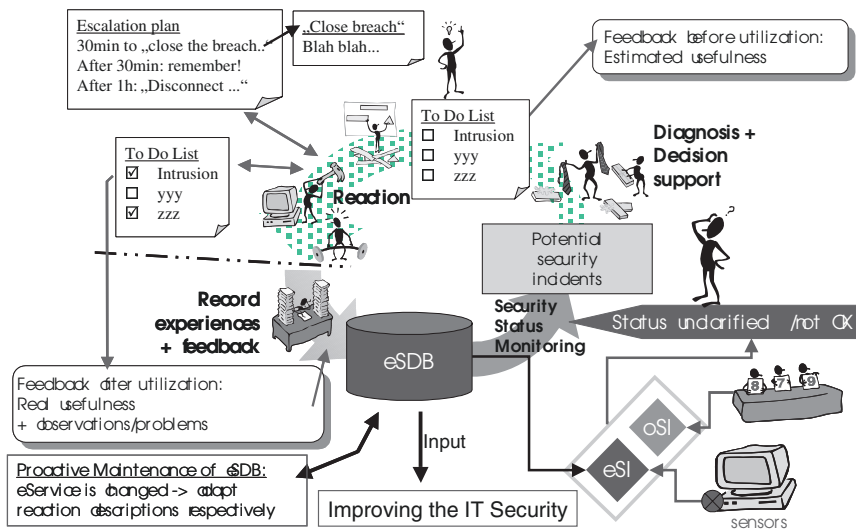 Escalation plan
30min to „close the breach..“
After 30min: remember!
After 1h: „Disconnect ...“
„Close breach“
Blah blah...
Feedback before utilization:
Estimated usefulness
To Do List
Intrusion
yyy
zzz
To Do List
Intrusion
yyy
zzz
Reaction
Diagnosis +
Decision
support
Potential
security
incidents
Record
experiences
+ feedback
Security
Status
Monitoring
Status unclarified /not OK
eSDB
8 7 9
Feedback after utilization:
Real usefulness
+ observations/problems
oSI
eSI
Input
Proactive Maintenance of eSDB:
eService is changed -> adapt
reaction descriptions respectively
Improving the IT Security
sensors